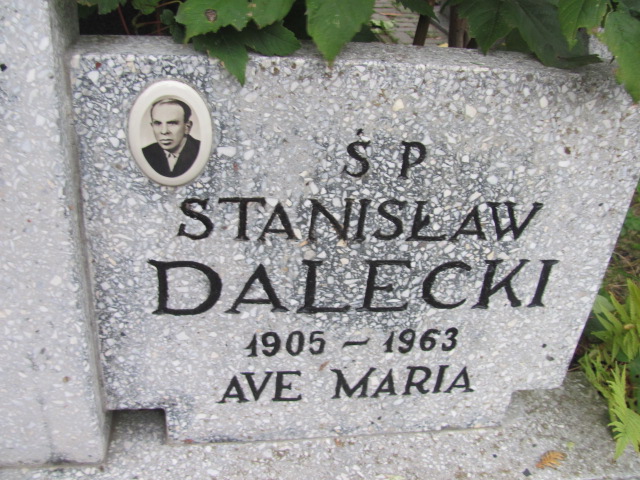 Ś P
STANISŁAW
DALECKI
1905 – 1963
AVE MARIA